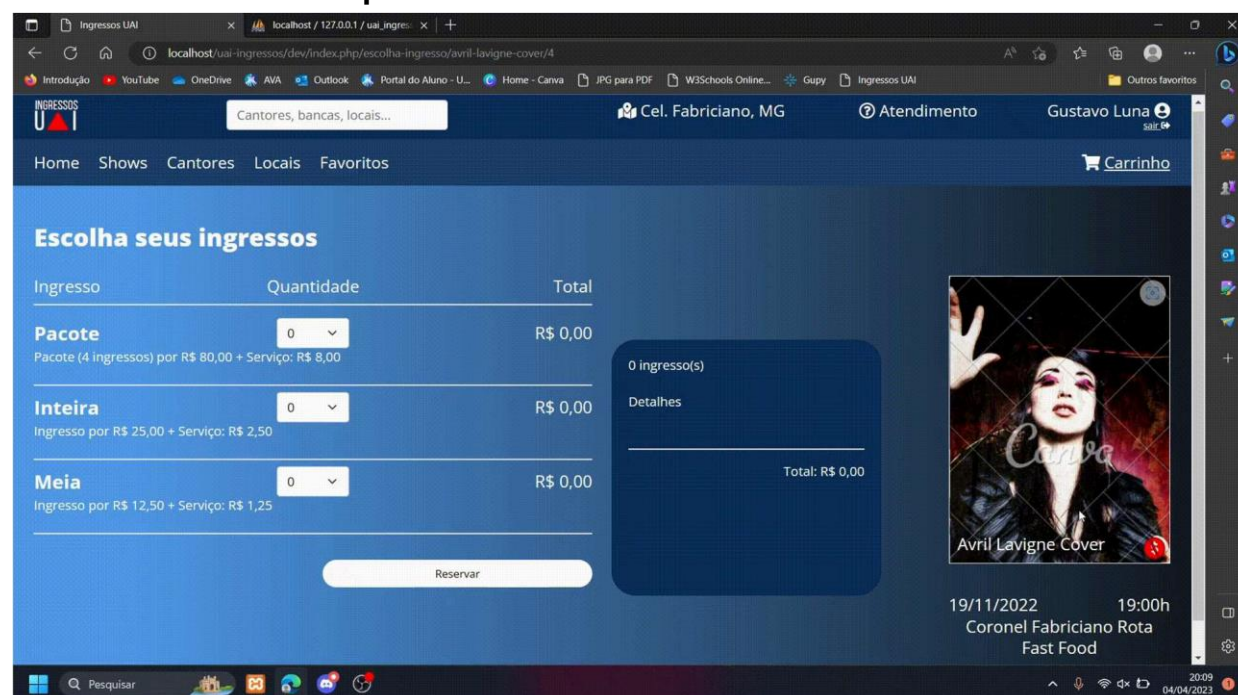 Ingressos UAI
localhost / 127.0.0.1 / uai_ingres
localhost/uai-ingressos/dev/index.php/escolha-ingresso/avril-lavigne-cover/4
Introdução YouTube OneDrive AVA Outlook Portal do Aluno - U... Home - Canva JPG para PDF W3Schools Online... Gupy Ingressos UAI Outros favoritos
INGRESSOS
UAI
Cantores, bancas, locais...
Cel. Fabriciano, MG
Atendimento
Gustavo Luna
sair
Home Shows Cantores Locais Favoritos
Carrinho
Escolha seus ingressos
Ingresso Quantidade Total
Pacote 0 R$ 0,00
Pacote (4 ingressos) por R$ 80,00 + Serviço: R$ 8,00
Inteira 0 R$ 0,00
Ingresso por R$ 25,00 + Serviço: R$ 2,50
Meia 0 R$ 0,00
Ingresso por R$ 12,50 + Serviço: R$ 1,25
Reservar
0 ingresso(s)
Detalhes
Total: R$ 0,00
Canva
Avril Lavigne Cover
19/11/2022 19:00h
Coronel Fabriciano Rota
Fast Food
Pesquisar
20:09
04/04/2023
1